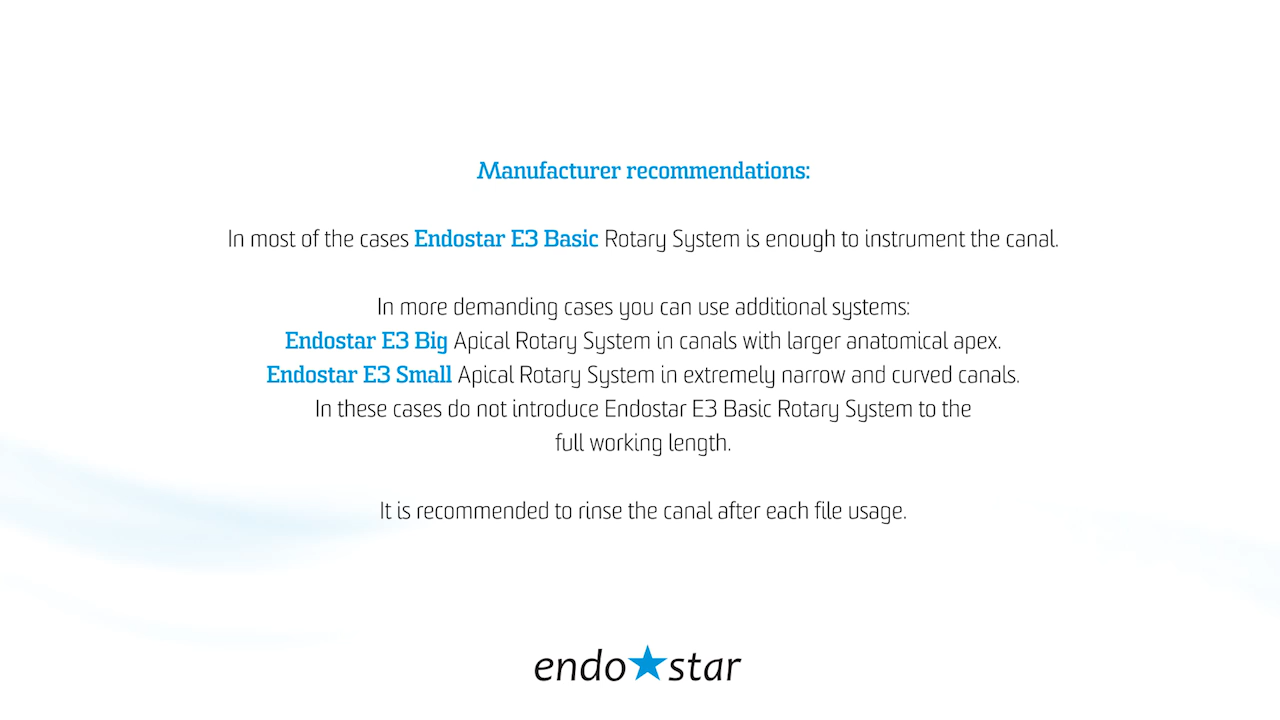 Manufacturer recommendations:
In most of the cases Endostar E3 Basic Rotary System is enough to instrument the canal.
In more demanding cases you can use additional systems:
Endostar E3 Big Apical Rotary System in canals with larger anatomical apex.
Endostar E3 Small Apical Rotary System in extremely narrow and curved canals.
In these cases do not introduce Endostar E3 Basic Rotary System to the
full working length.
It is recommended to rinse the canal after each file usage.
endo★star